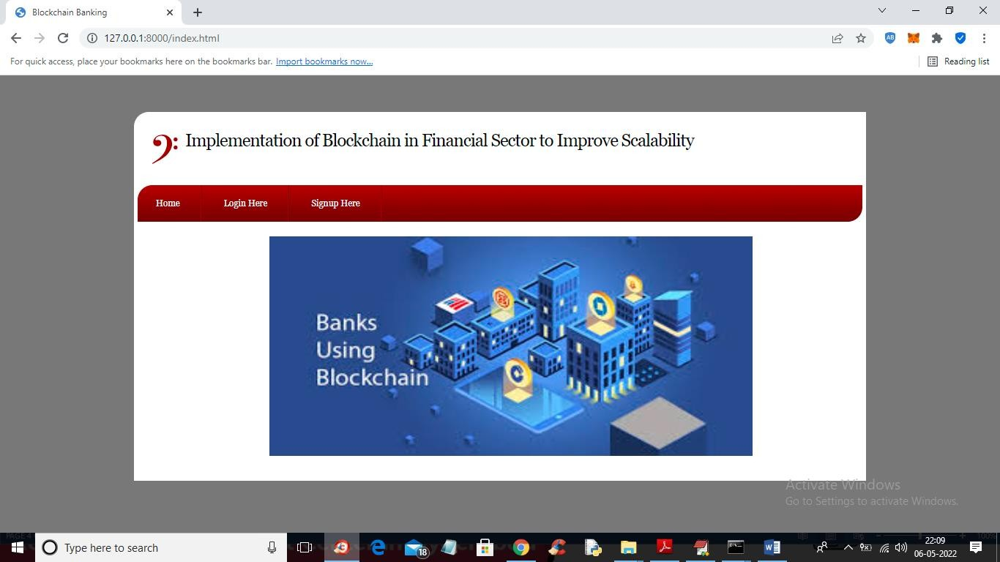 Blockchain Banking
127.0.0.1:8000/index.html
For quick access, place your bookmarks here on the bookmarks bar. Import bookmarks now...
Reading list
Implementation of Blockchain in Financial Sector to Improve Scalability
Home Login Here Signup Here
Banks
Using
Blockchain
Activate Windows
Go to Settings to activate Windows.
PAGE 4
100%
Type here to search
18
22:09
06-05-2022